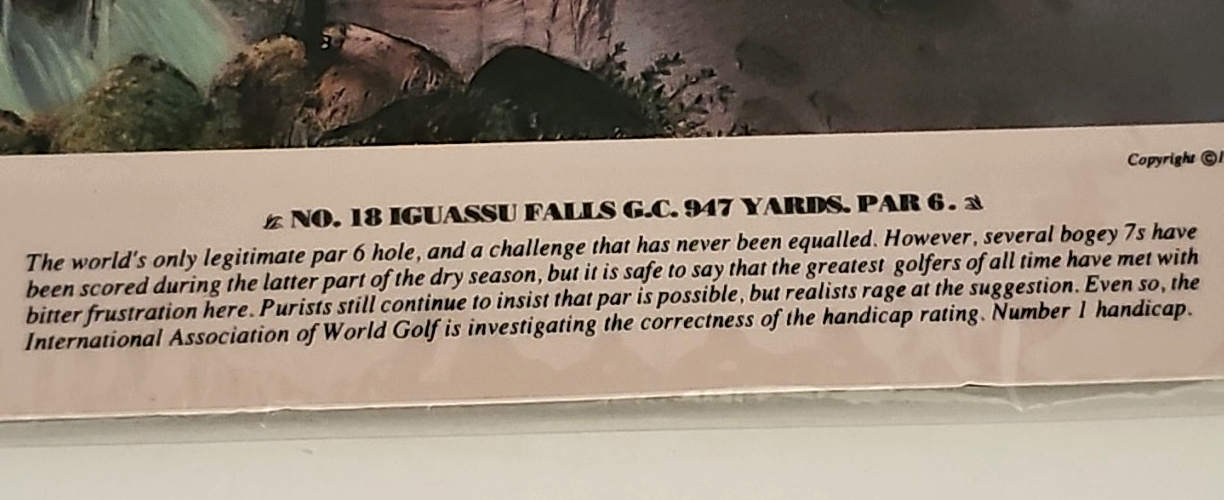 Copyright ©
NO. 18 IGUASSU FALLS G.C. 947 YARDS. PAR 6.
The world's only legitimate par 6 hole, and a challenge that has never been equalled. However, several bogey 7s have
been scored during the latter part of the dry season, but it is safe to say that the greatest golfers of all time have met with
bitter frustration here. Purists still continue to insist that par is possible, but realists rage at the suggestion. Even so, the
International Association of World Golf is investigating the correctness of the handicap rating. Number 1 handicap.